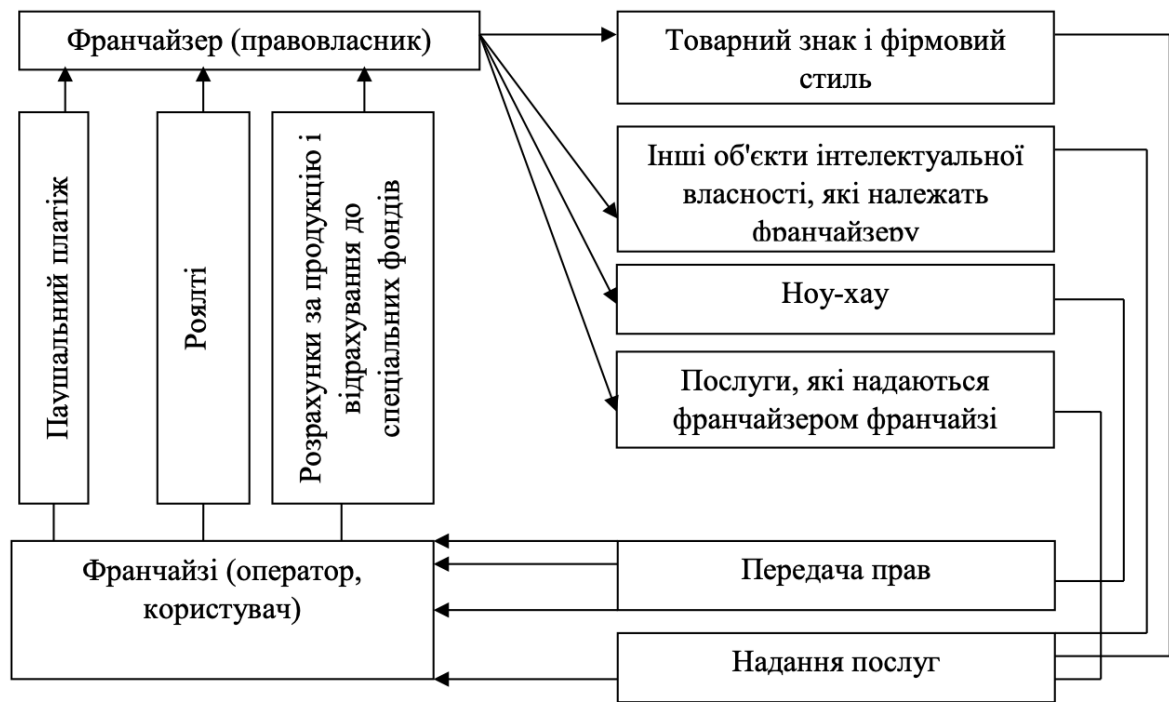 Франчайзер (правовласник)
Товарний знак і фірмовий
стиль
Інші об'єкти інтелектуальної
власності, які належать
франчайзеру
Ноу-хау
Послуги, які надаються
франчайзером франчайзі
Паушальний платіж
Роялті
Розрахунки за продукцію і
відрахування до
спеціальних фондів
Франчайзі (оператор,
користувач)
Передача прав
Надання послуг